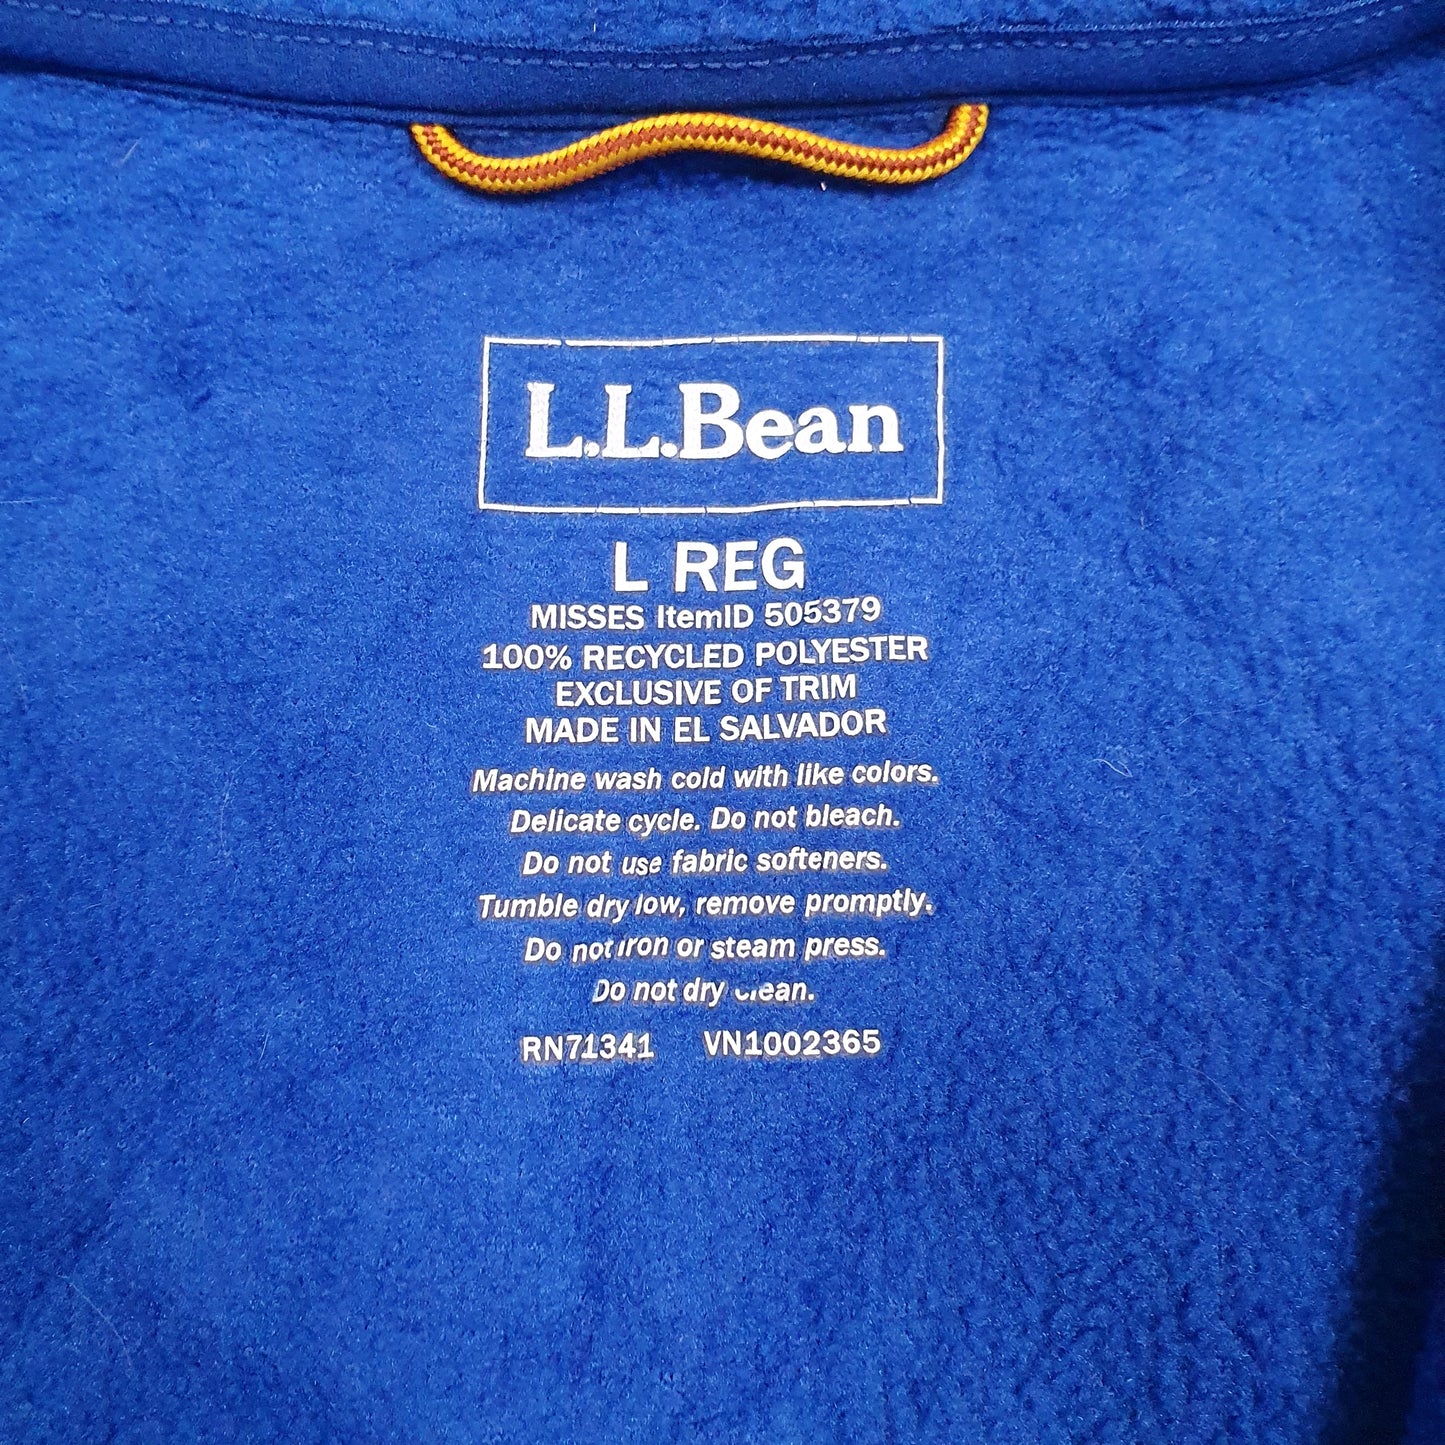 L.L.Bean
L REG
MISSES ItemID 505379
100% RECYCLED POLYESTER
EXCLUSIVE OF TRIM
MADE IN EL SALVADOR
Machine wash cold with like colors.
Delicate cycle. Do not bleach.
Do not use fabric softeners.
Tumble dry low, remove promptly.
Do not iron or steam press.
Do not dry clean.
RN71341 VN1002365